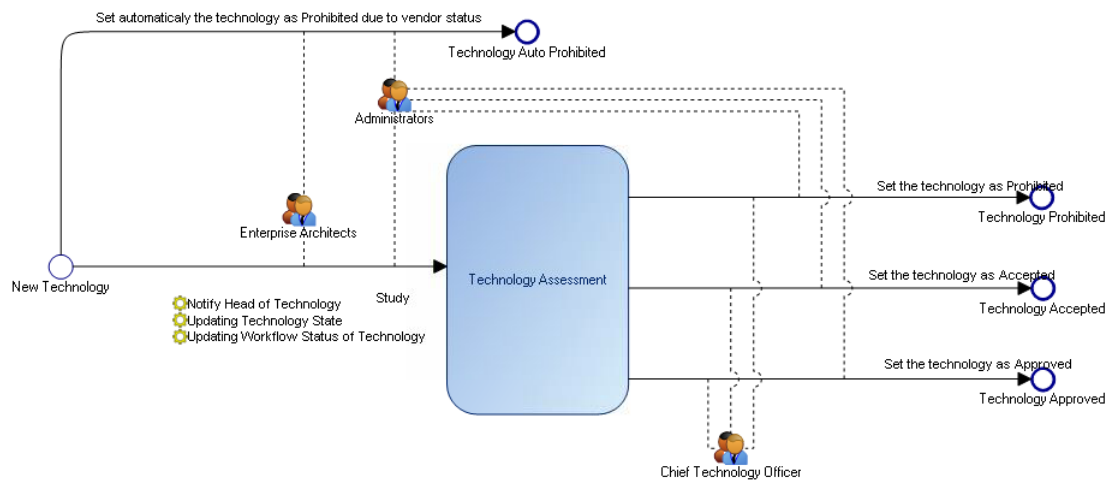 Set automaticaly the technology as Prohibited due to vendor status
Technology Auto Prohibited
Administrators
Set the technology as Prohibited
Technology Prohibited
Enterprise Architects
Technology Assessment
New Technology
Set the technology as Accepted
Technology Accepted
Study
Notify Head of Technology
Updating Technology State
Updating Workflow Status of Technology
Set the technology as Approved
Technology Approved
Chief Technology Officer